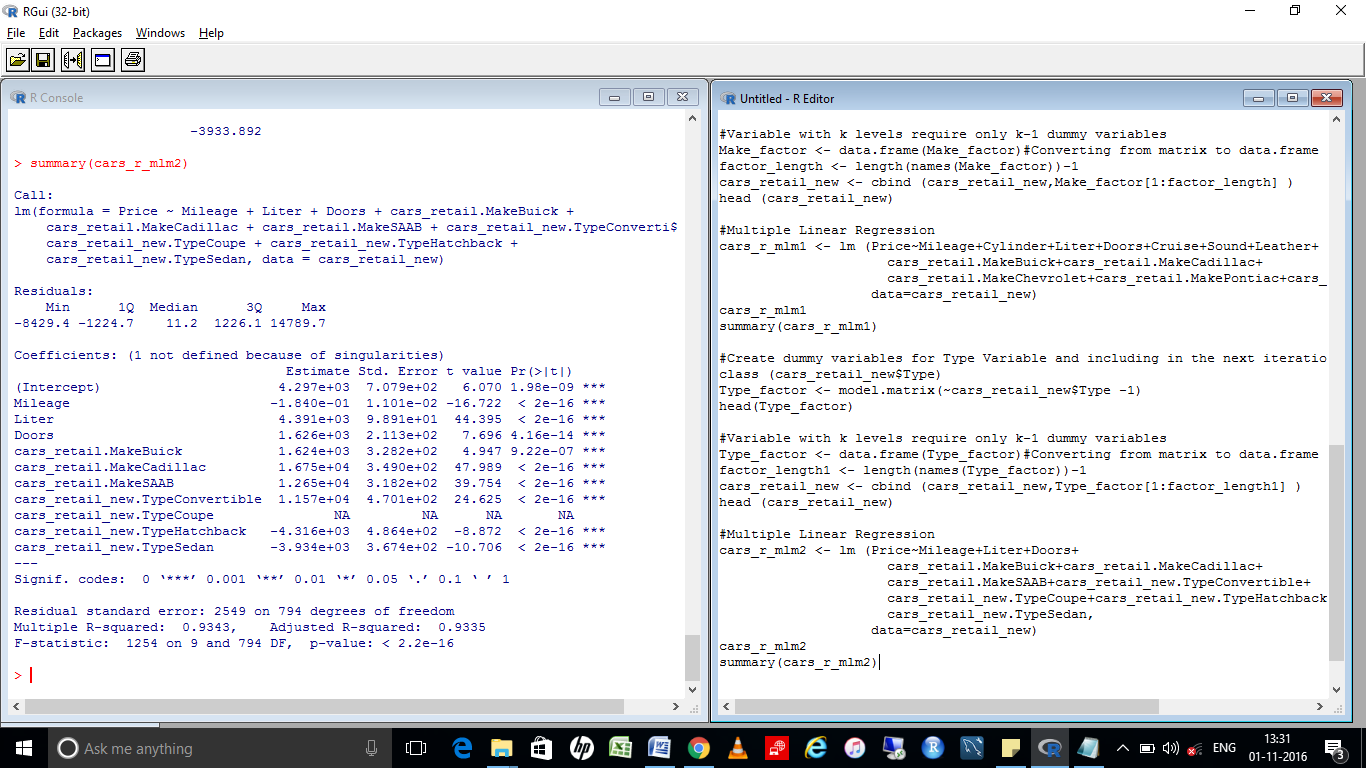 RGui (32-bit)
File Edit Packages Windows Help
R Console
-3933.892
> summary(cars_r_mlm2)
Call:
lm(formula = Price ~ Mileage + Liter + Doors + cars_retail.MakeBuick +
cars_retail.MakeCadillac + cars_retail.MakeSAAB + cars_retail_new.TypeConverti$
cars_retail_new.TypeCoupe + cars_retail_new.TypeHatchback +
cars_retail_new.TypeSedan, data = cars_retail_new)
Residuals:
Min 1Q Median 3Q Max
-8429.4 -1224.7 11.2 1226.1 14789.7
Coefficients: (1 not defined because of singularities)
Estimate Std. Error t value Pr(>|t|)
(Intercept) 4.297e+03 7.079e+02 6.070 1.98e-09 ***
Mileage -1.840e-01 1.101e-02 -16.722 < 2e-16 ***
Liter 4.391e+03 9.891e+01 44.395 < 2e-16 ***
Doors 1.626e+03 2.113e+02 7.696 4.16e-14 ***
cars_retail.MakeBuick 1.624e+03 3.282e+02 4.947 9.22e-07 ***
cars_retail.MakeCadillac 1.675e+04 3.490e+02 47.989 < 2e-16 ***
cars_retail.MakeSAAB 1.265e+04 3.182e+02 39.754 < 2e-16 ***
cars_retail_new.TypeConvertible 1.157e+04 4.701e+02 24.625 < 2e-16 ***
cars_retail_new.TypeCoupe NA NA NA NA
cars_retail_new.TypeHatchback -4.316e+03 4.864e+02 -8.872 < 2e-16 ***
cars_retail_new.TypeSedan -3.934e+03 3.674e+02 -10.706 < 2e-16 ***
---
Signif. codes: 0 ‘***’ 0.001 ‘**’ 0.01 ‘*’ 0.05 ‘.’ 0.1 ‘ ’ 1
Residual standard error: 2549 on 794 degrees of freedom
Multiple R-squared: 0.9343, Adjusted R-squared: 0.9335
F-statistic: 1254 on 9 and 794 DF, p-value: < 2.2e-16
>
Untitled - R Editor
#Variable with k levels require only k-1 dummy variables
Make_factor <- data.frame(Make_factor)#Converting from matrix to data.frame
factor_length <- length(names(Make_factor))-1
cars_retail_new <- cbind (cars_retail_new,Make_factor[1:factor_length] )
head (cars_retail_new)
#Multiple Linear Regression
cars_r_mlm1 <- lm (Price~Mileage+Cylinder+Liter+Doors+Cruise+Sound+Leather+
cars_retail.MakeBuick+cars_retail.MakeCadillac+
cars_retail.MakeChevrolet+cars_retail.MakePontiac+cars_
data=cars_retail_new)
cars_r_mlm1
summary(cars_r_mlm1)
#Create dummy variables for Type Variable and including in the next iteratio
class (cars_retail_new$Type)
Type_factor <- model.matrix(~cars_retail_new$Type -1)
head(Type_factor)
#Variable with k levels require only k-1 dummy variables
Type_factor <- data.frame(Type_factor)#Converting from matrix to data.frame
factor_length1 <- length(names(Type_factor))-1
cars_retail_new <- cbind (cars_retail_new,Type_factor[1:factor_length1] )
head (cars_retail_new)
#Multiple Linear Regression
cars_r_mlm2 <- lm (Price~Mileage+Liter+Doors+
cars_retail.MakeBuick+cars_retail.MakeCadillac+
cars_retail.MakeSAAB+cars_retail_new.TypeConvertible+
cars_retail_new.TypeCoupe+cars_retail_new.TypeHatchback
cars_retail_new.TypeSedan,
data=cars_retail_new)
cars_r_mlm2
summary(cars_r_mlm2)
Ask me anything
ENG
13:31
01-11-2016
3